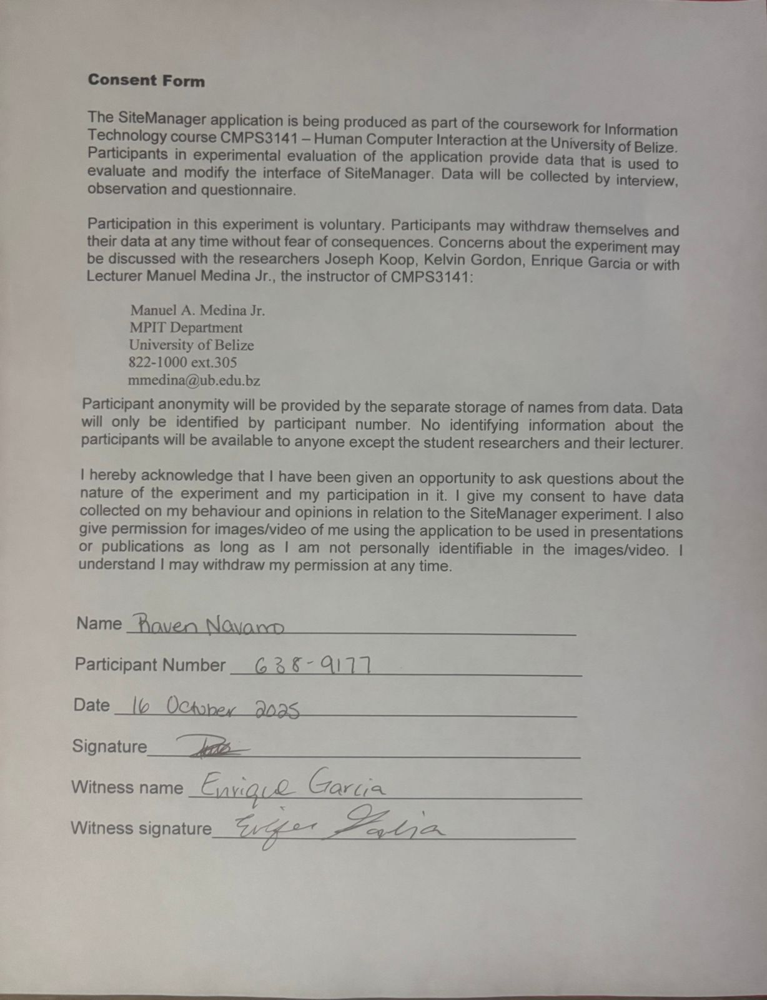 Consent Form
The SiteManager application is being produced as part of the coursework for Information
Technology course CMPS3141 – Human Computer Interaction at the University of Belize.
Participants in experimental evaluation of the application provide data that is used to
evaluate and modify the interface of SiteManager. Data will be collected by interview,
observation and questionnaire.
Participation in this experiment is voluntary. Participants may withdraw themselves and
their data at any time without fear of consequences. Concerns about the experiment may
be discussed with the researchers Joseph Koop, Kelvin Gordon, Enrique Garcia or with
Lecturer Manuel Medina Jr., the instructor of CMPS3141:
Manuel A. Medina Jr.
MPIT Department
University of Belize
822-1000 ext.305
mmedina@ub.edu.bz
Participant anonymity will be provided by the separate storage of names from data. Data
will only be identified by participant number. No identifying information about the
participants will be available to anyone except the student researchers and their lecturer.
I hereby acknowledge that I have been given an opportunity to ask questions about the
nature of the experiment and my participation in it. I give my consent to have data
collected on my behaviour and opinions in relation to the SiteManager experiment. I also
give permission for images/video of me using the application to be used in presentations
or publications as long as I am not personally identifiable in the images/video. I
understand I may withdraw my permission at any time.
Name Raven Navarro
Participant Number 638-9177
Date 16 October 2025
Signature
Witness name Enrique Garcia
Witness signature